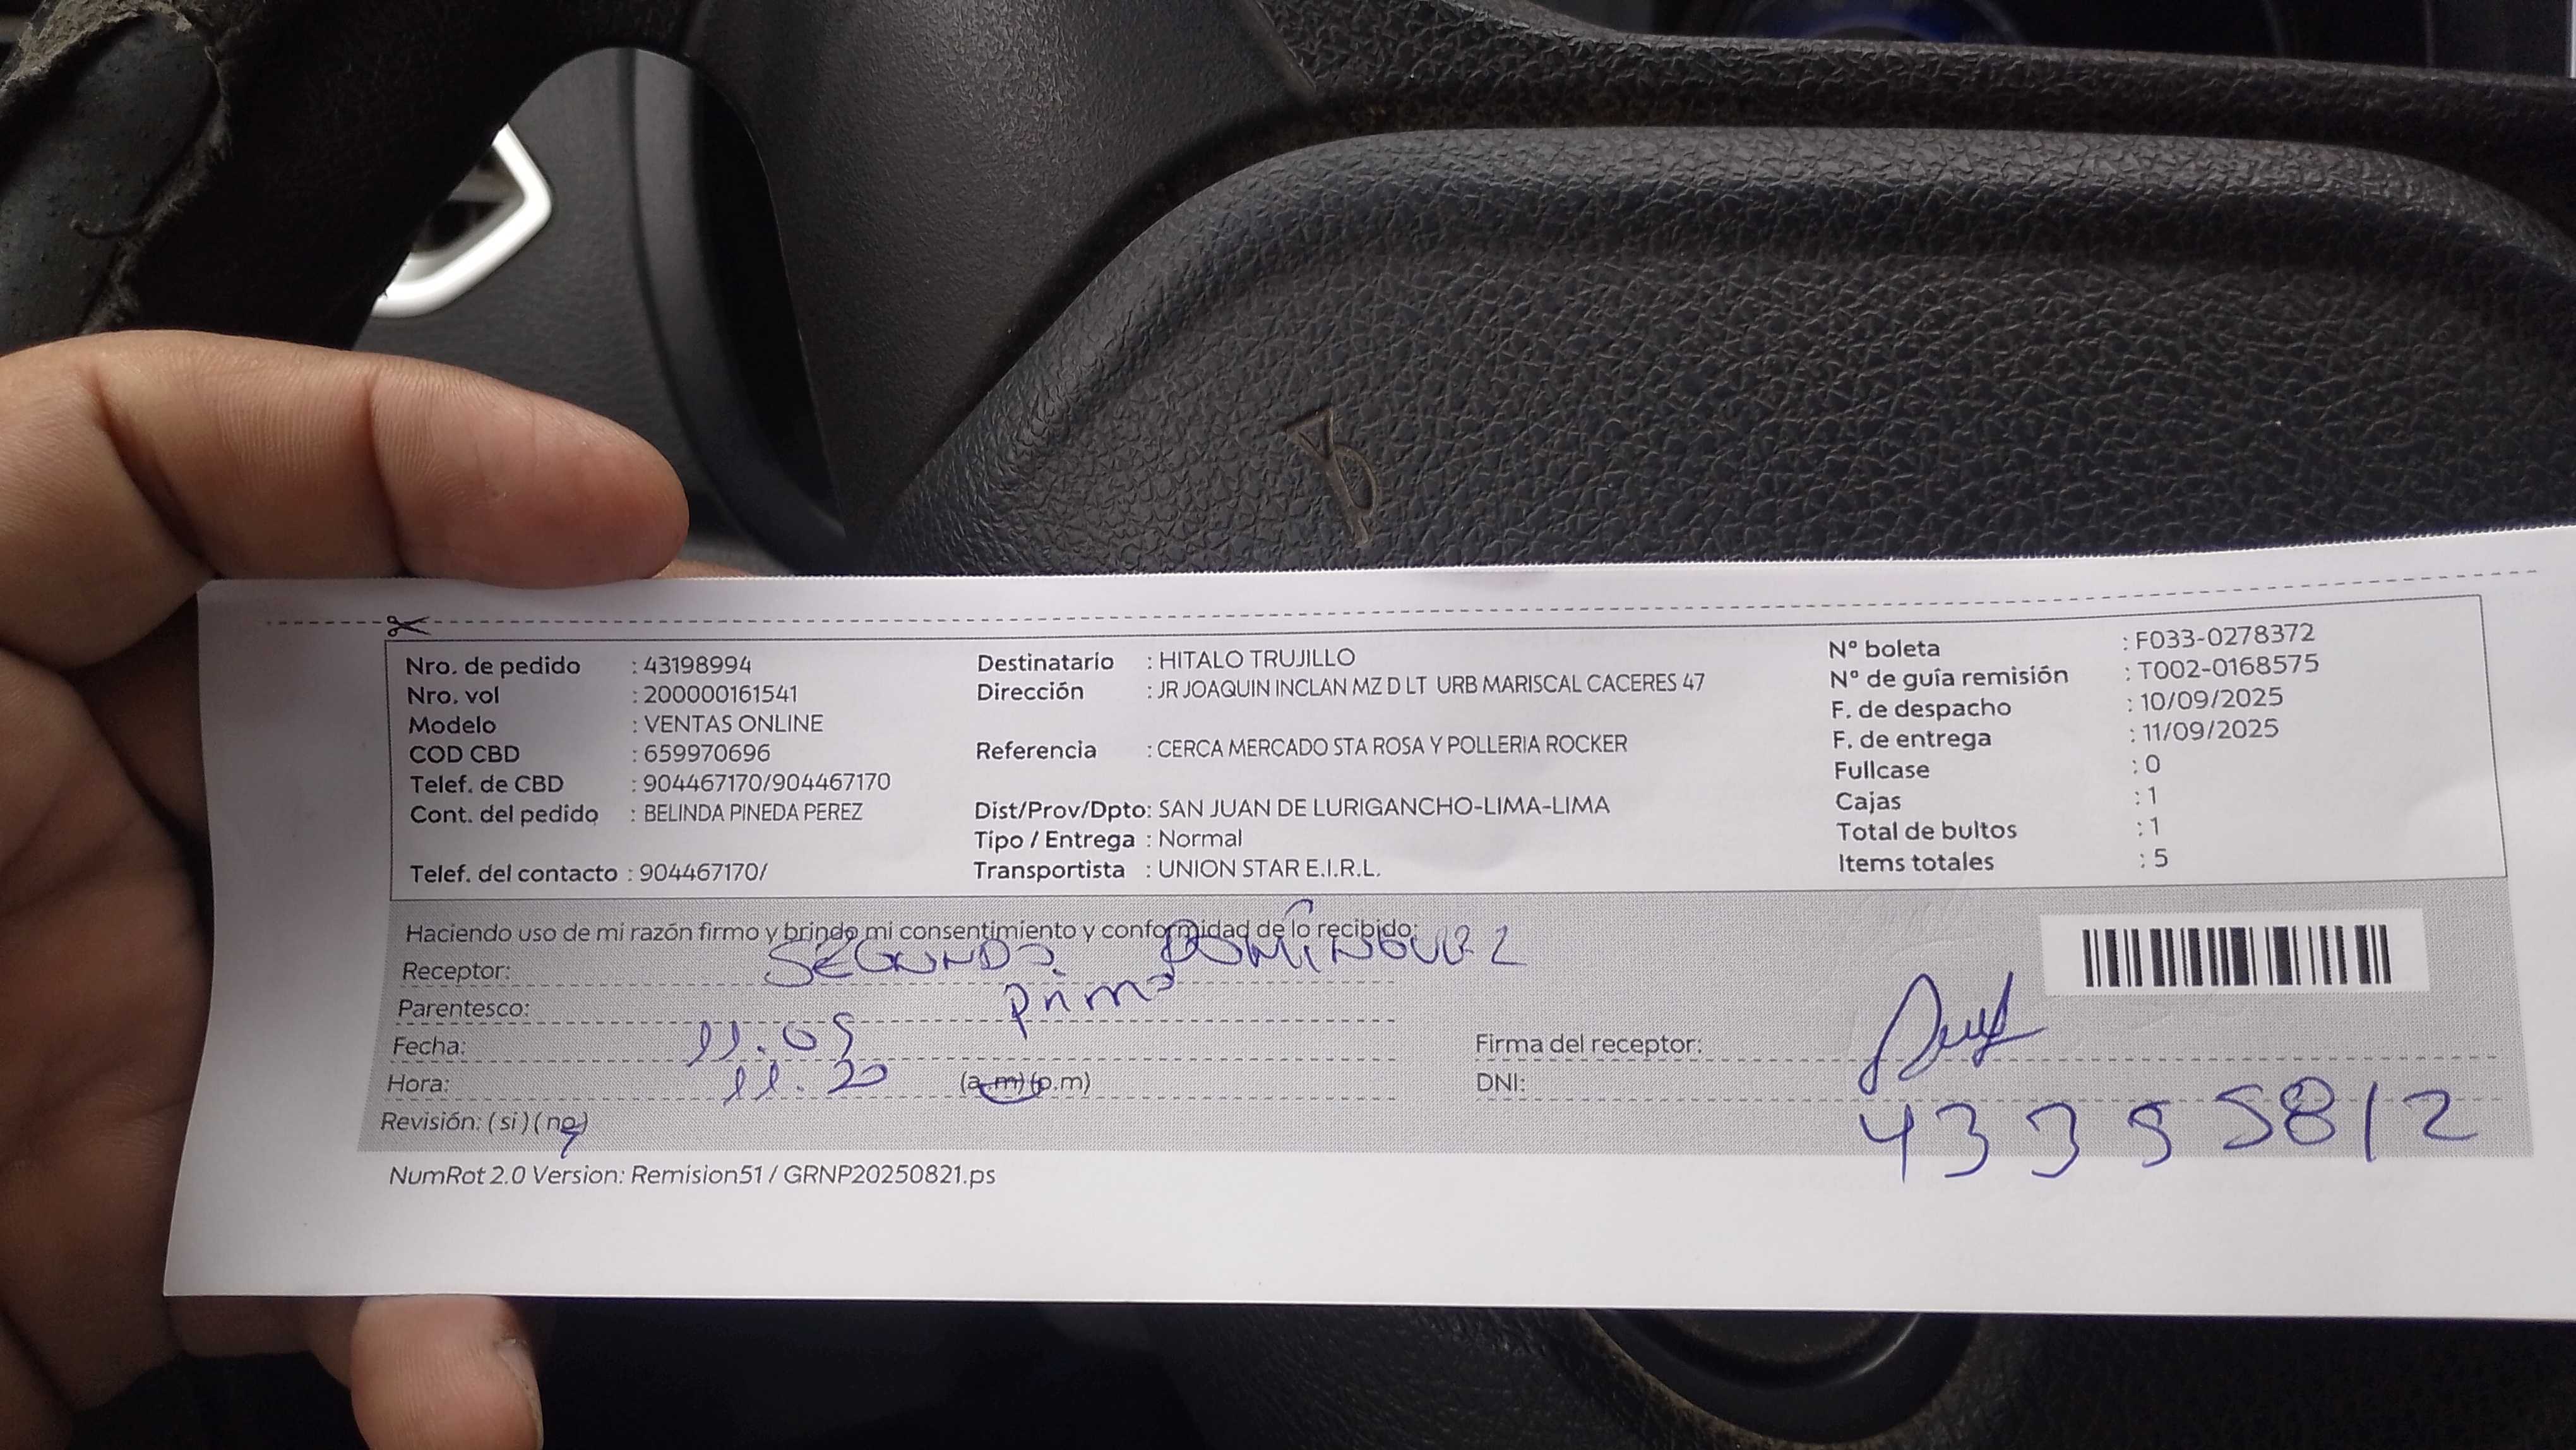 Nro. de pedido : 43198994
Nro. vol : 200000161541
Modelo : VENTAS ONLINE
COD CBD : 659970696
Telef. de CBD : 904467170/904467170
Cont. del pedido : BELINDA PINEDA PEREZ
Telef. del contacto : 904467170/
Destinatario : HITALO TRUJILLO
Dirección : JR JOAQUIN INCLAN MZ D LT URB MARISCAL CACERES 47
Referencia : CERCA MERCADO STA ROSA Y POLLERIA ROCKER
Dist/Prov/Dpto: SAN JUAN DE LURIGANCHO-LIMA-LIMA
Tipo / Entrega : Normal
Transportista : UNION STAR E.I.R.L.
N° boleta : F033-0278372
N° de guía remisión : T002-0168575
F. de despacho : 10/09/2025
F. de entrega : 11/09/2025
Fullcase : 0
Cajas : 1
Total de bultos : 1
Items totales : 5
Haciendo uso de mi razón firmo y brindo mi consentimiento y conformidad de lo recibido:
Receptor: SEGUNDO DOMINGUEZ
Parentesco: primo
Fecha: 11.09
Hora: 11.20 (a.m) (p.m)
Revisión: (si) (no)
Firma del receptor:
DNI: 43395812
NumRot 2.0 Version: Remision51 / GRNP20250821.ps